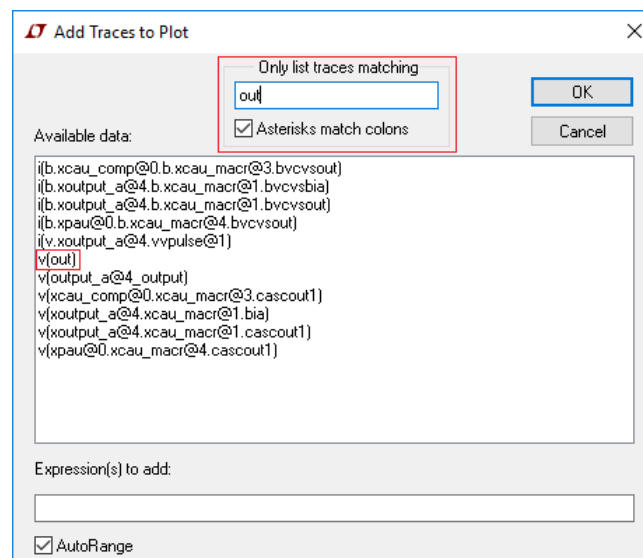 Add Traces to Plot
Only list traces matching
out
Asterisks match colons
OK
Cancel
Available data:
i(b.xcau_comp@0.b.xcau_macr@3.bvcvsout)
i(b.xoutput_a@4.b.xcau_macr@1.bvcvsbia)
i(b.xoutput_a@4.b.xcau_macr@1.bvcvsout)
i(b.xpau@0.b.xcau_macr@4.bvcvsout)
i(v.xoutput_a@4.vvpulse@1)
v(out)
v(output_a@4_output)
v(xcau_comp@0.xcau_macr@3.cascout1)
v(xoutput_a@4.xcau_macr@1.bia)
v(xoutput_a@4.xcau_macr@1.cascout1)
v(xpau@0.xcau_macr@4.cascout1)
Expression(s) to add:
AutoRange